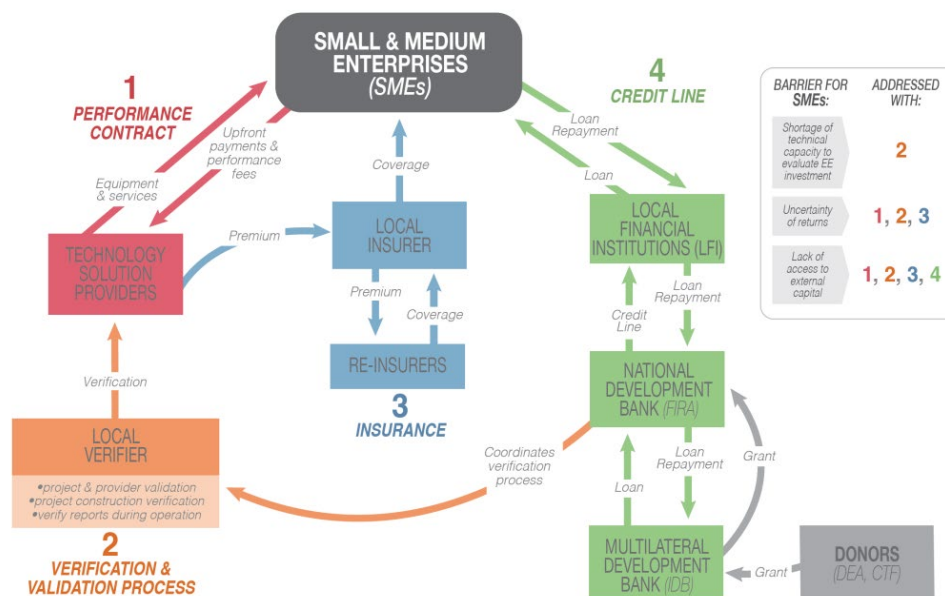 SMALL & MEDIUM
ENTERPRISES
(SMEs)
1
PERFORMANCE
CONTRACT
4
CREDIT LINE
Equipment
& services
Upfront
payments &
performance
fees
Coverage
Loan
Repayment
Loan
TECHNOLOGY
SOLUTION
PROVIDERS
Premium
LOCAL
INSURER
LOCAL
FINANCIAL
INSTITUTIONS (LFI)
Premium
Coverage
Credit
Line
Loan
Repayment
RE-INSURERS
3
INSURANCE
NATIONAL
DEVELOPMENT
BANK (FIRA)
Verification
LOCAL
VERIFIER
•project & provider validation
•project construction verification
•verify reports during operation
2
VERIFICATION &
VALIDATION PROCESS
Coordinates
verification
process
Loan
Loan
Repayment
Grant
MULTILATERAL
DEVELOPMENT
BANK (IDB)
Grant
DONORS
(DEA, CTF)
BARRIER FOR
SMEs:
ADDRESSED
WITH:
Shortage of
technical
capacity to
evaluate EE
investment
2
Uncertainty
of returns
1, 2, 3
Lack of
access to
external
capital
1, 2, 3, 4